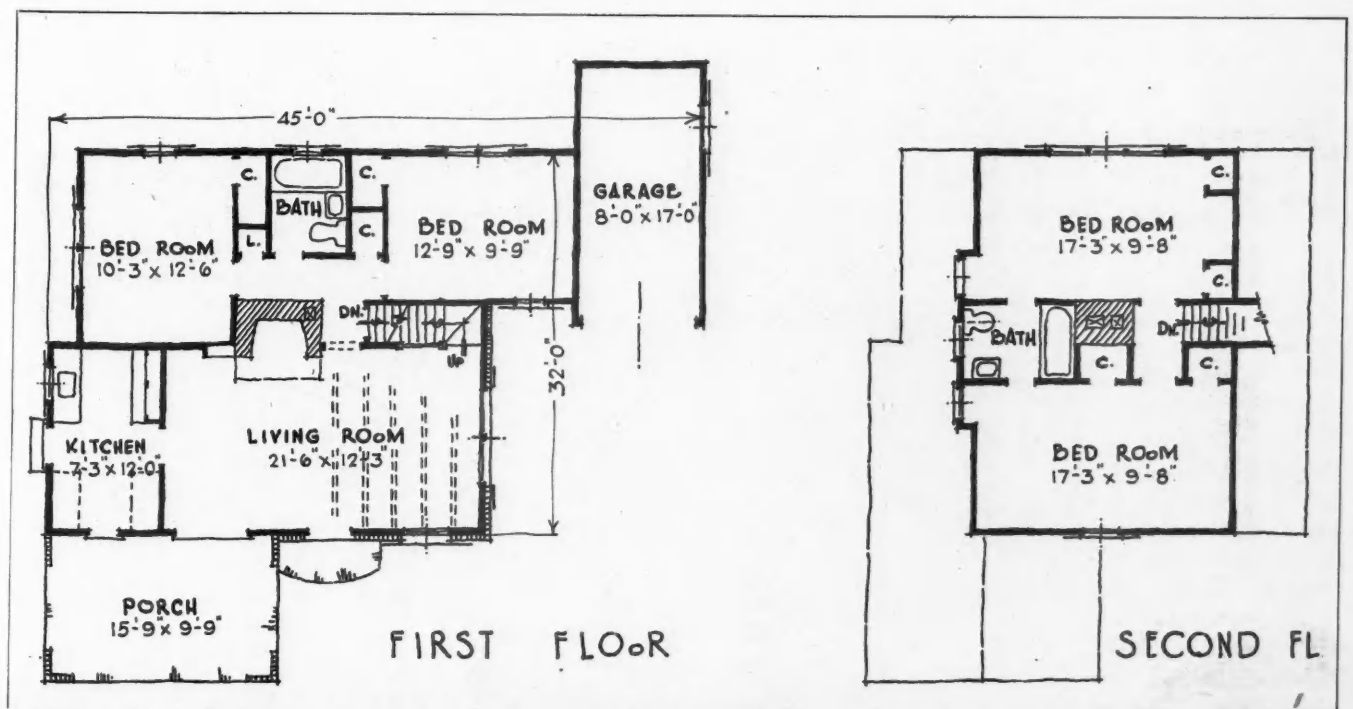 45'-0"
GARAGE
8'-0" x 17'-0"
C.
C.
BATH
L.
C.
BED ROOM
10'-3" x 12'-6"
BED ROOM
12'-9" x 9'-9"
DN.
UP
32'-0"
KITCHEN
7'-3" x 12'-0"
LIVING ROOM
21'-6" x 12'-3"
PORCH
15'-9" x 9'-9"
FIRST FLOOR
C.
BED ROOM
17'-3" x 9'-8"
C.
BATH
C.
DN.
C.
BED ROOM
17'-3" x 9'-8"
SECOND FL